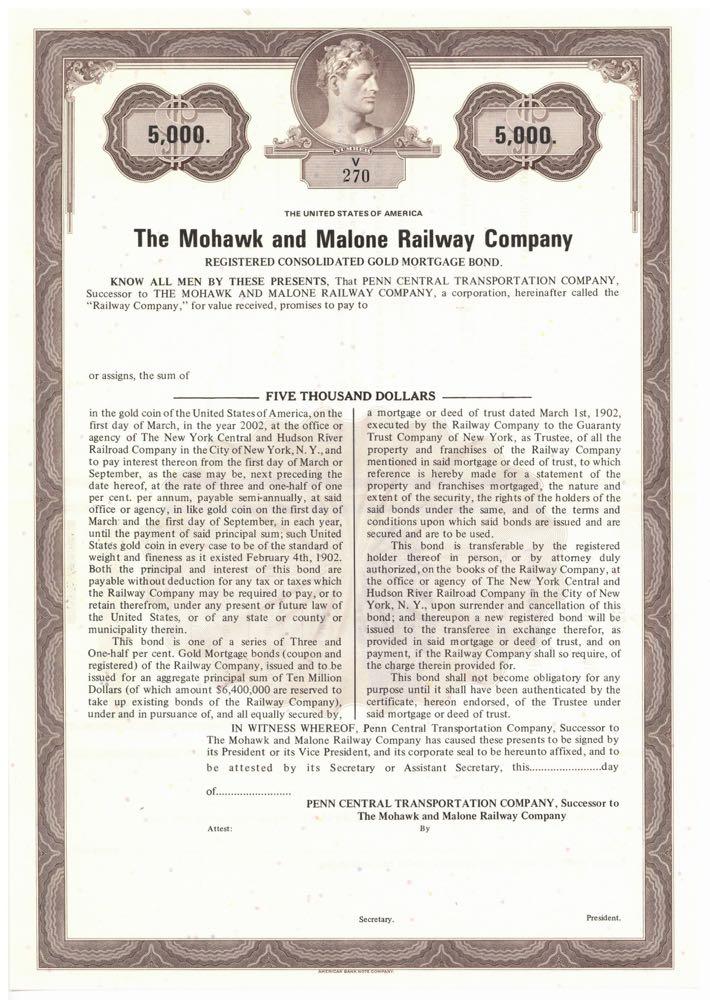 5,000.
5,000.
NUMBER
V
270
THE UNITED STATES OF AMERICA
The Mohawk and Malone Railway Company
REGISTERED CONSOLIDATED GOLD MORTGAGE BOND.
KNOW ALL MEN BY THESE PRESENTS, That PENN CENTRAL TRANSPORTATION COMPANY,
Successor to THE MOHAWK AND MALONE RAILWAY COMPANY, a corporation, hereinafter called the
“Railway Company,” for value received, promises to pay to
or assigns, the sum of
FIVE THOUSAND DOLLARS
in the gold coin of the United States of America, on the
first day of March, in the year 2002, at the office or
agency of The New York Central and Hudson River
Railroad Company in the City of New York, N. Y., and
to pay interest thereon from the first day of March or
September, as the case may be, next preceding the
date hereof, at the rate of three and one-half of one
per cent. per annum, payable semi-annually, at said
office or agency, in like gold coin on the first day of
March and the first day of September, in each year,
until the payment of said principal sum; such United
States gold coin in every case to be of the standard of
weight and fineness as it existed February 4th, 1902.
Both the principal and interest of this bond are
payable without deduction for any tax or taxes which
the Railway Company may be required to pay, or to
retain therefrom, under any present or future law of
the United States, or of any state or county or
municipality therein.
This bond is one of a series of Three and
One-half per cent. Gold Mortgage bonds (coupon and
registered) of the Railway Company, issued and to be
issued for an aggregate principal sum of Ten Million
Dollars (of which amount $6,400,000 are reserved to
take up existing bonds of the Railway Company),
under and in pursuance of, and all equally secured by,
a mortgage or deed of trust dated March 1st, 1902,
executed by the Railway Company to the Guaranty
Trust Company of New York, as Trustee, of all the
property and franchises of the Railway Company
mentioned in said mortgage or deed of trust, to which
reference is hereby made for a statement of the
property and franchises mortgaged, the nature and
extent of the security, the rights of the holders of the
said bonds under the same, and of the terms and
conditions upon which said bonds are issued and are
secured and are to be used.
This bond is transferable by the registered
holder thereof in person, or by attorney duly
authorized, on the books of the Railway Company, at
the office or agency of The New York Central and
Hudson River Railroad Company in the City of New
York, N. Y., upon surrender and cancellation of this
bond; and thereupon a new registered bond will be
issued to the transferee in exchange therefor, as
provided in said mortgage or deed of trust, and on
payment, if the Railway Company shall so require, of
the charge therein provided for.
This bond shall not become obligatory for any
purpose until it shall have been authenticated by the
certificate, hereon endorsed, of the Trustee under
said mortgage or deed of trust.
IN WITNESS WHEREOF, Penn Central Transportation Company, Successor to
The Mohawk and Malone Railway Company has caused these presents to be signed by
its President or its Vice President, and its corporate seal to be hereunto affixed, and to
be attested by its Secretary or Assistant Secretary, this........................day
of.........................
PENN CENTRAL TRANSPORTATION COMPANY, Successor to
The Mohawk and Malone Railway Company
Attest:
By
Secretary.
President.
AMERICAN BANK NOTE COMPANY.